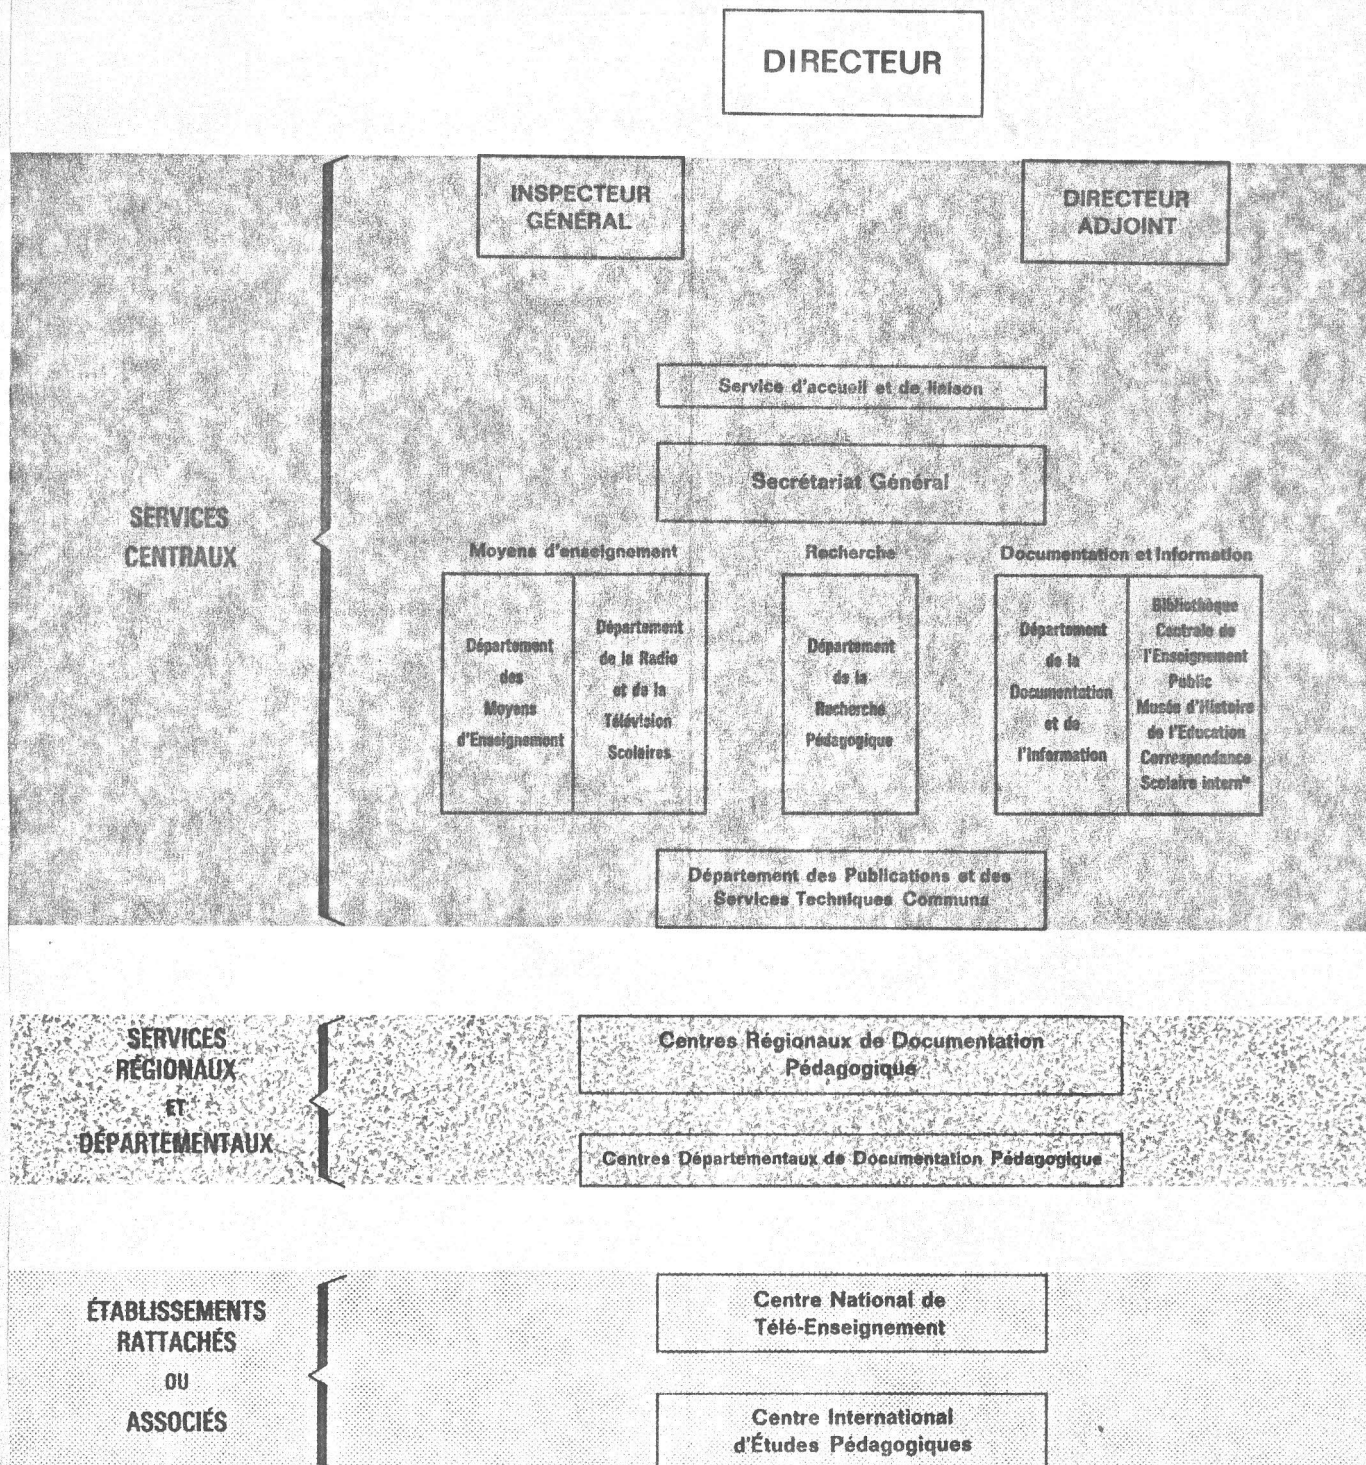 DIRECTEUR
INSPECTEUR
GÉNÉRAL
DIRECTEUR
ADJOINT
Service d'accueil et de liaison
Secrétariat Général
SERVICES
CENTRAUX
Moyens d'enseignement
Département
des
Moyens
d'Enseignement
Département
de la Radio
et de la
Télévision
Scolaires
Recherche
Département
de la
Recherche
Pédagogique
Documentation et Information
Département
de la
Documentation
et de
l'Information
Bibliothèque
Centrale de
l'Enseignement
Public
Musée d'Histoire
de l'Education
Correspondance
Scolaire intern^le
Département des Publications et des
Services Techniques Communs
SERVICES
RÉGIONAUX
ET
DÉPARTEMENTAUX
Centres Régionaux de Documentation
Pédagogique
Centres Départementaux de Documentation Pédagogique
ÉTABLISSEMENTS
RATTACHÉS
OU
ASSOCIÉS
Centre National de
Télé-Enseignement
Centre International
d'Études Pédagogiques